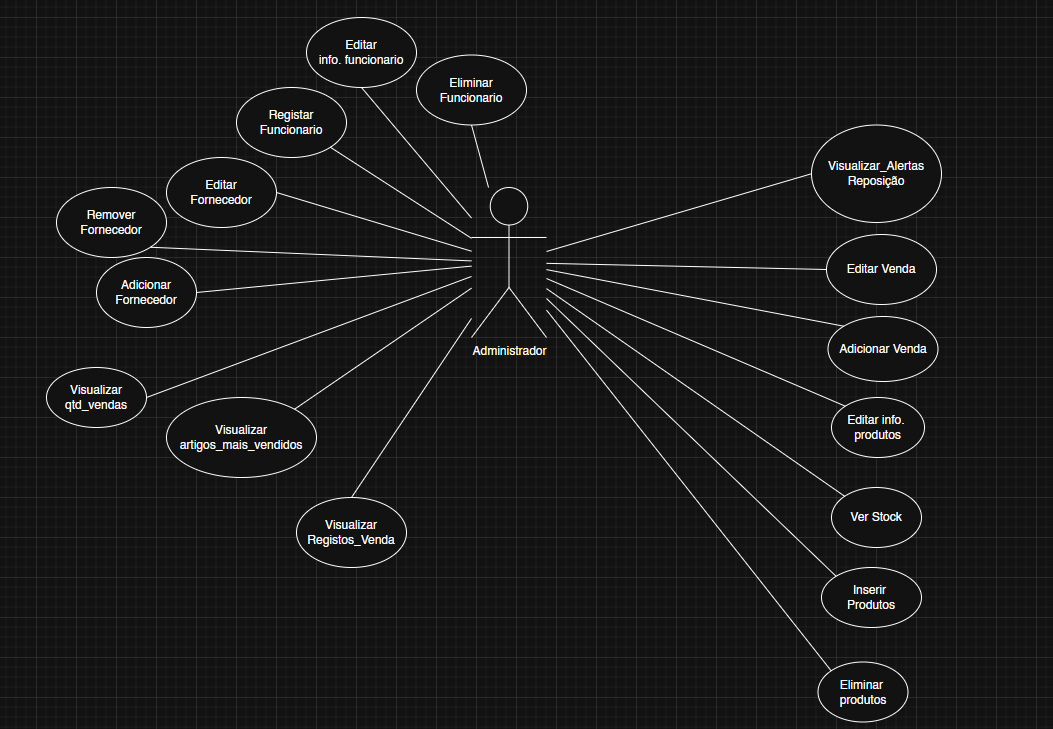 Editar
info. funcionario
Eliminar
Funcionario
Registar
Funcionario
Editar
Fornecedor
Remover
Fornecedor
Adicionar
Fornecedor
Visualizar
qtd_vendas
Visualizar
artigos_mais_vendidos
Visualizar
Registos_Venda
Administrador
Visualizar_Alertas
Reposição
Editar Venda
Adicionar Venda
Editar info.
produtos
Ver Stock
Inserir
Produtos
Eliminar
produtos